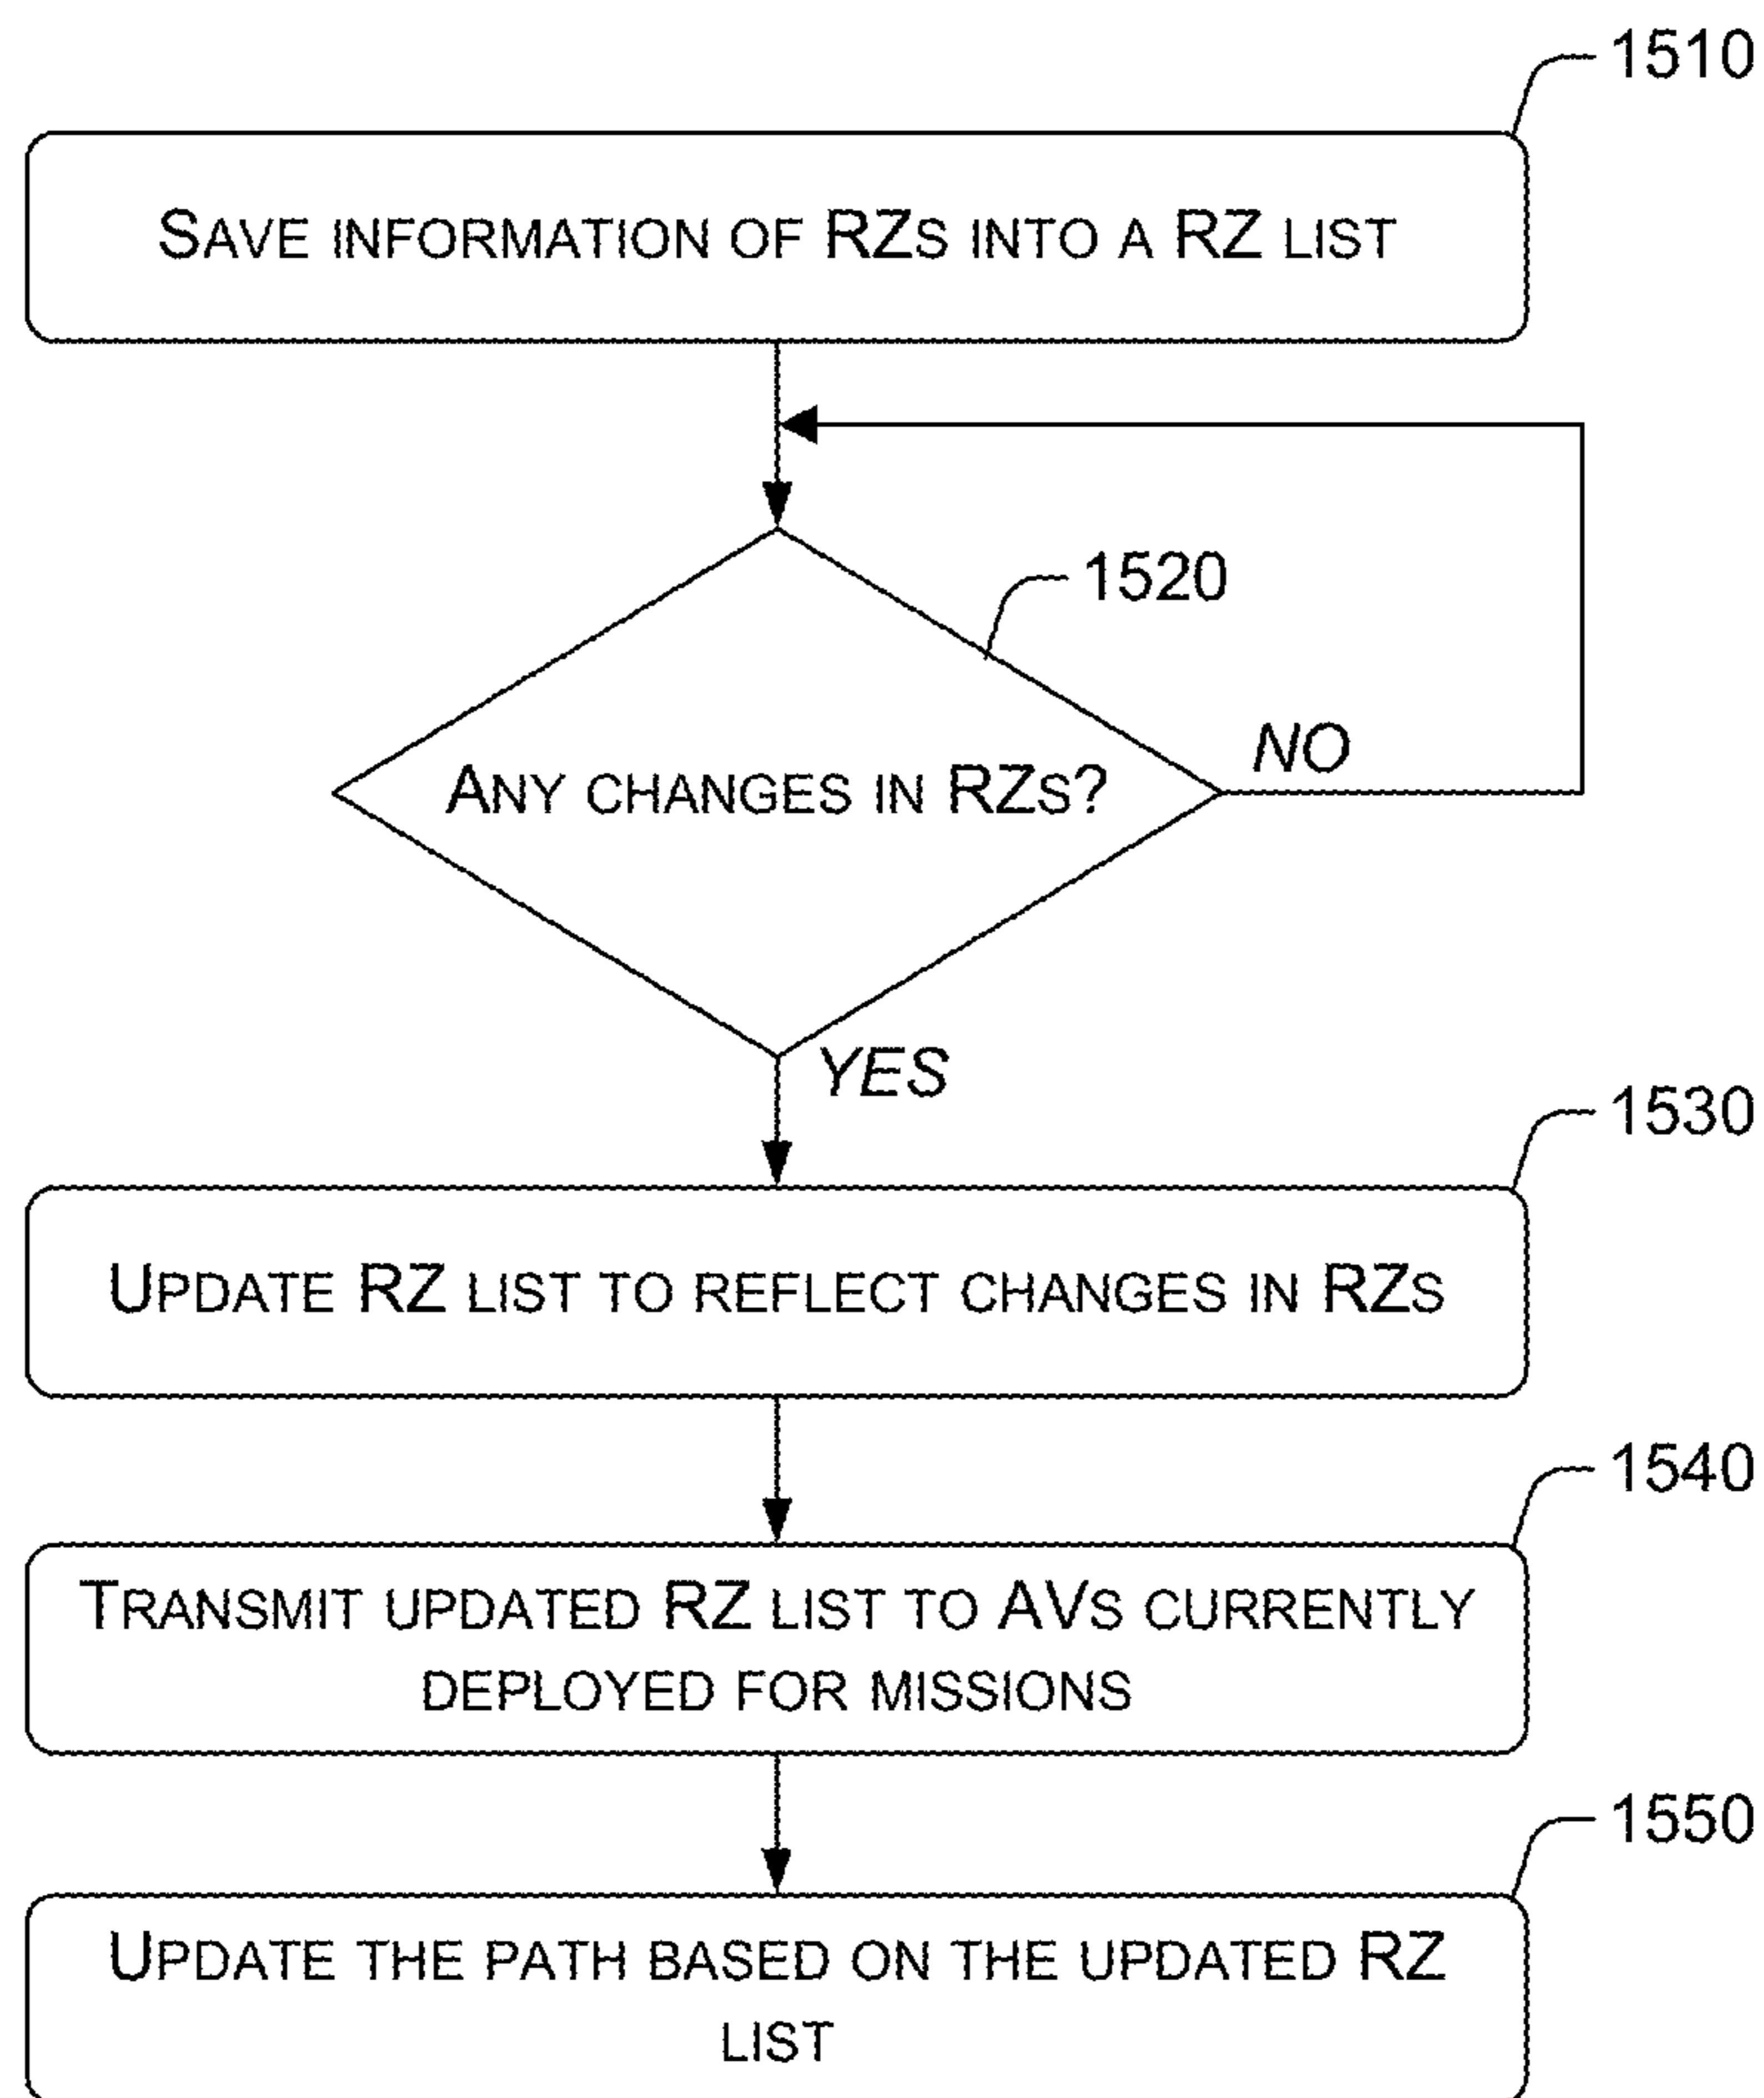 1510
SAVE INFORMATION OF RZS INTO A RZ LIST
1520
ANY CHANGES IN RZS?
NO
YES
1530
UPDATE RZ LIST TO REFLECT CHANGES IN RZS
1540
TRANSMIT UPDATED RZ LIST TO AVS CURRENTLY
DEPLOYED FOR MISSIONS
1550
UPDATE THE PATH BASED ON THE UPDATED RZ
LIST